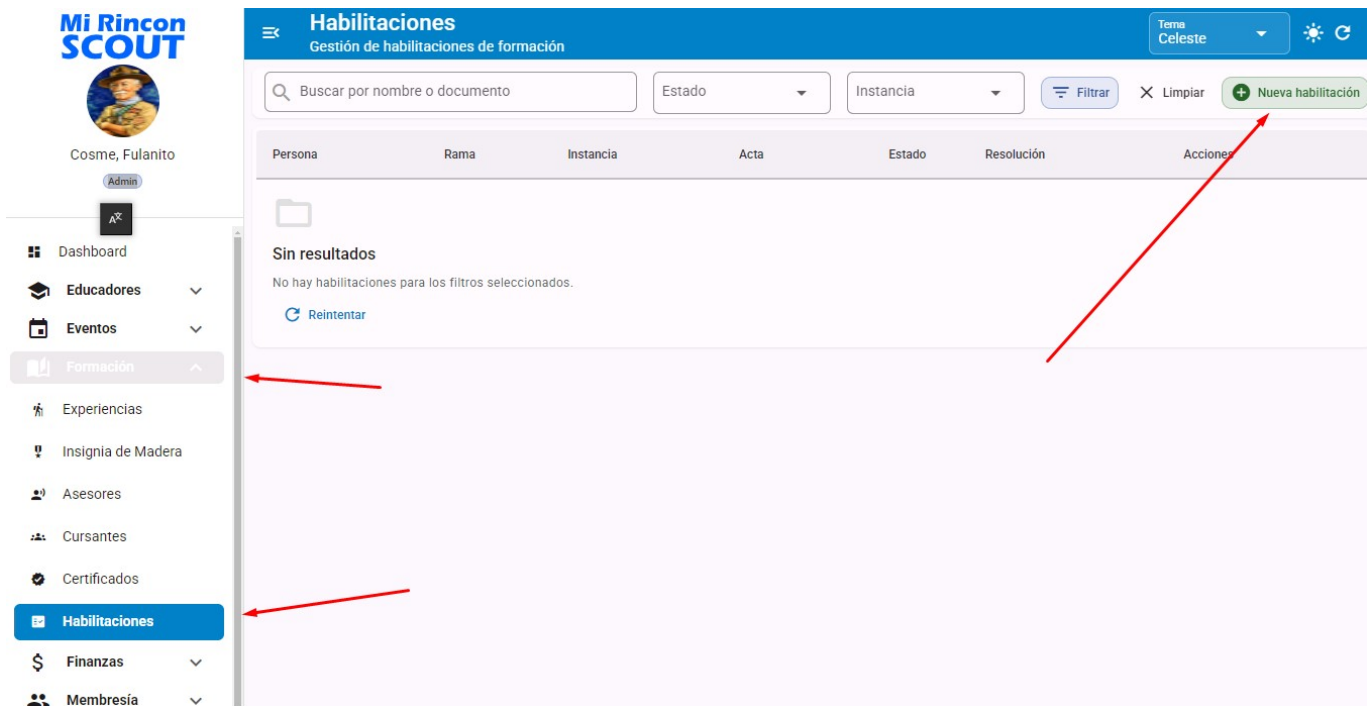 Mi Rincon
SCOUT
Cosme, Fulanito
Admin
Dashboard
Educadores
Eventos
Formación
Experiencias
Insignia de Madera
Asesores
Cursantes
Certificados
Habilitaciones
Finanzas
Membresía
Habilitaciones
Gestión de habilitaciones de formación
Tema
Celeste
Buscar por nombre o documento
Estado
Instancia
Filtrar
Limpiar
Nueva habilitación
Persona Rama Instancia Acta Estado Resolución Acciones
Sin resultados
No hay habilitaciones para los filtros seleccionados.
Reintentar